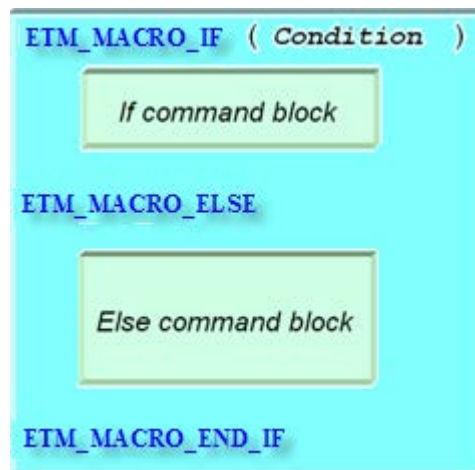 ETM_MACRO_IF ( Condition )
If command block
ETM_MACRO_ELSE
Else command block
ETM_MACRO_END_IF